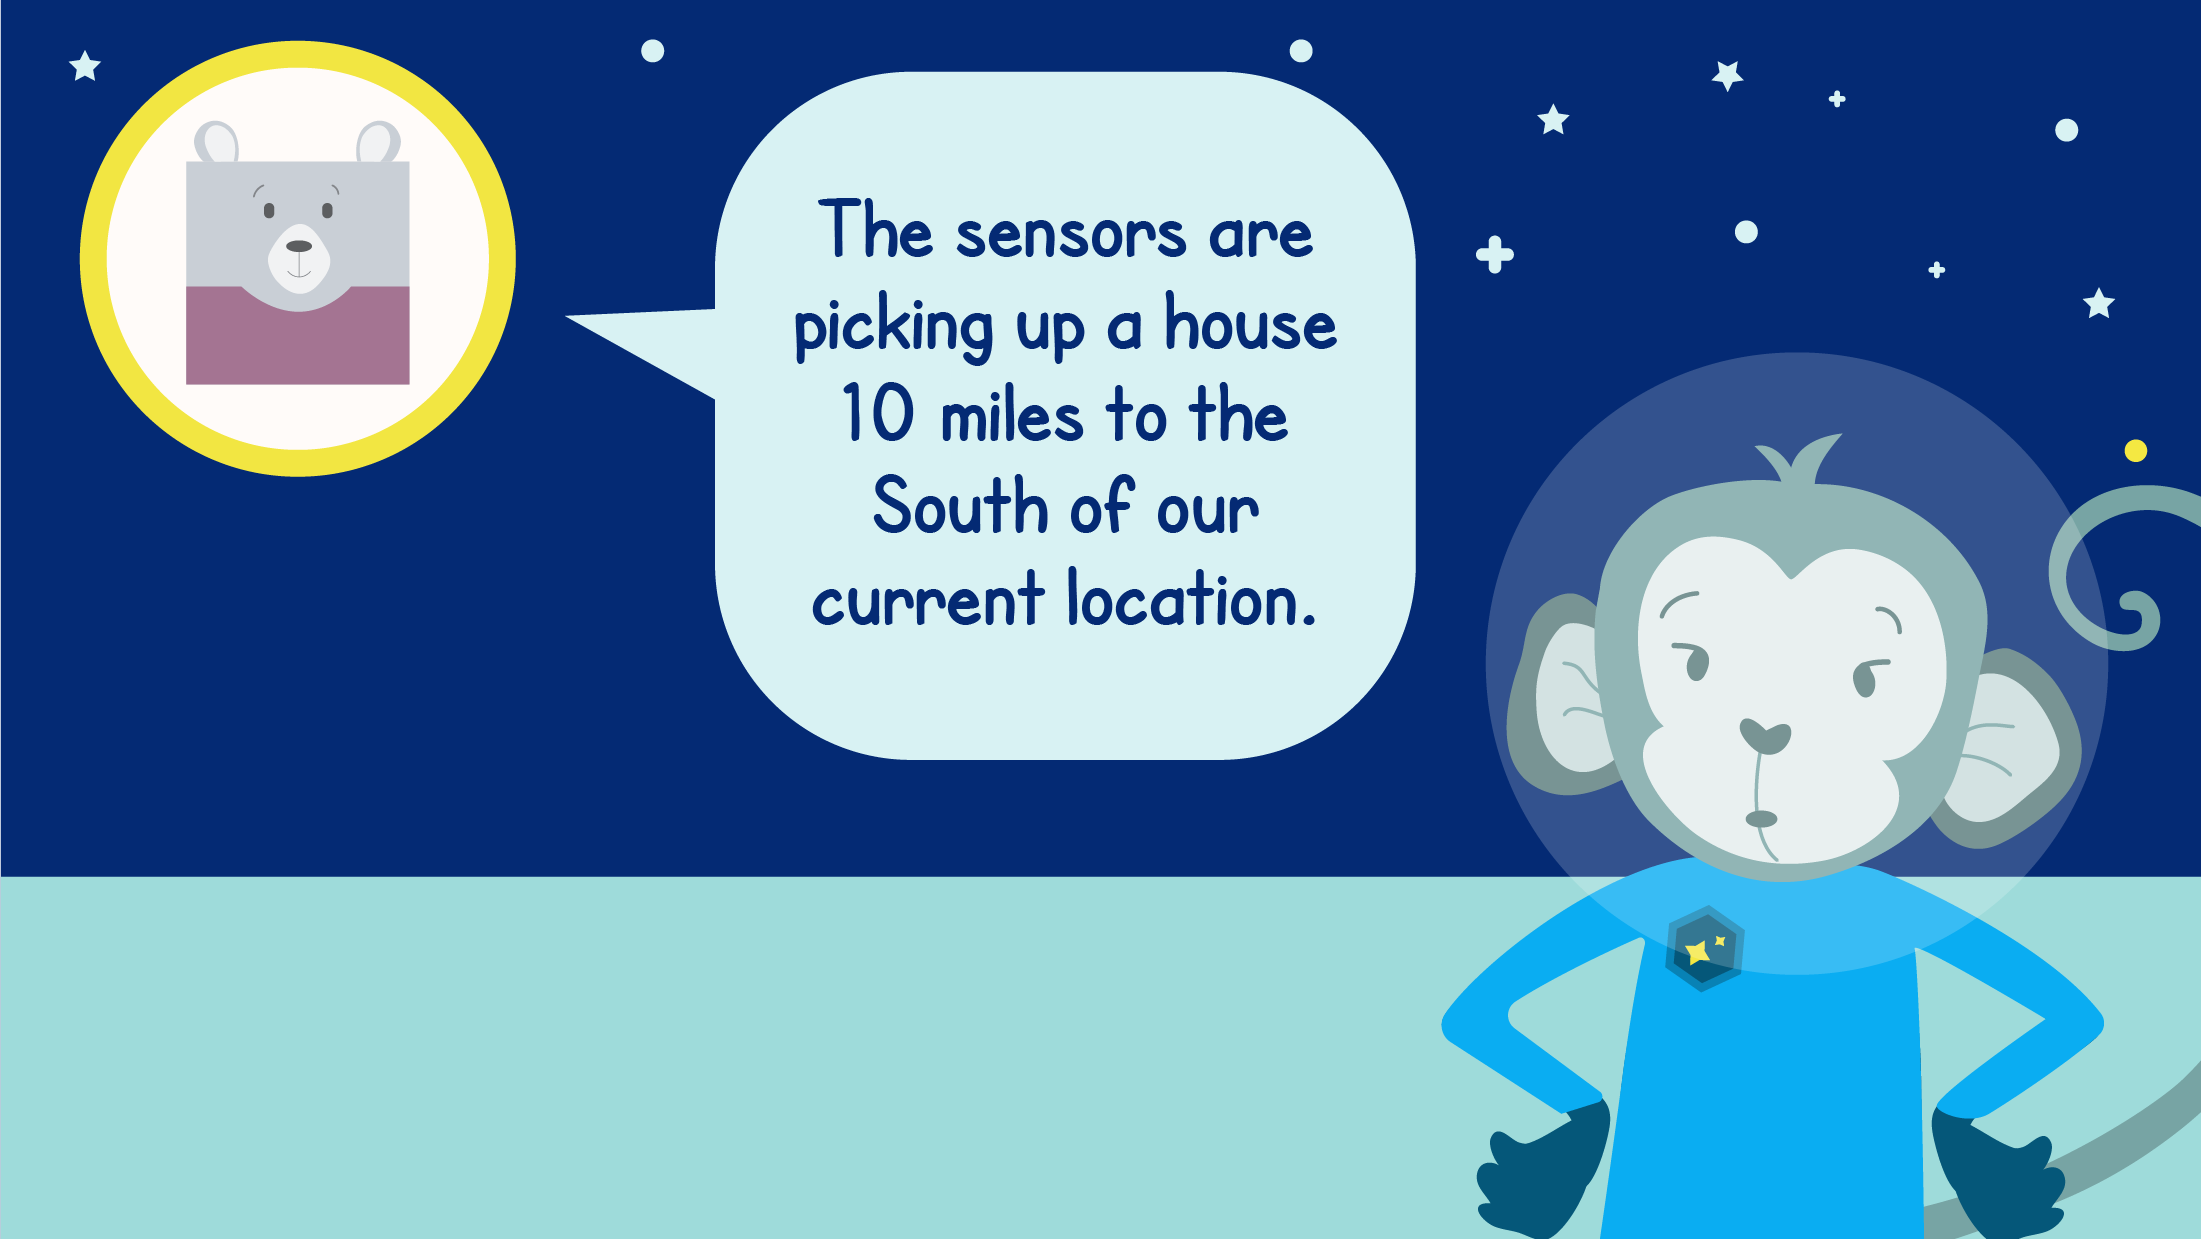 The sensors are
picking up a house
10 miles to the
South of our
current location.